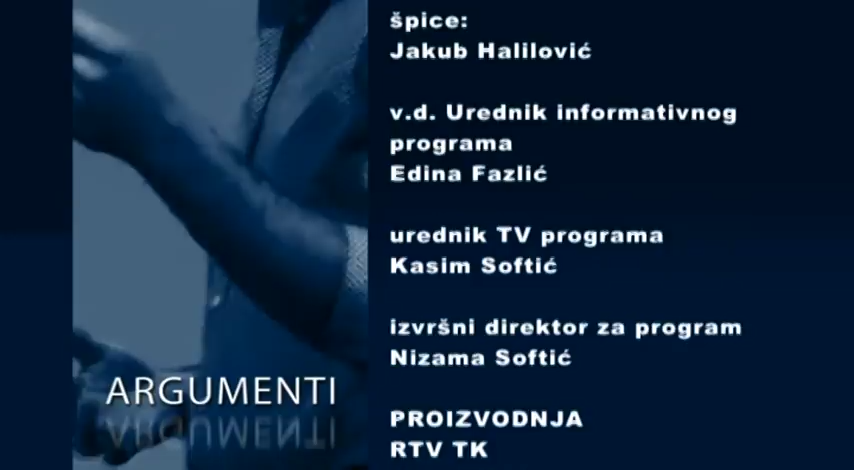 špice:
Jakub Halilović
v.d. Urednik informativnog
programa
Edina Fazlić
urednik TV programa
Kasim Softić
izvršni direktor za program
Nizama Softić
PROIZVODNJA
RTV TK
ARGUMENTI